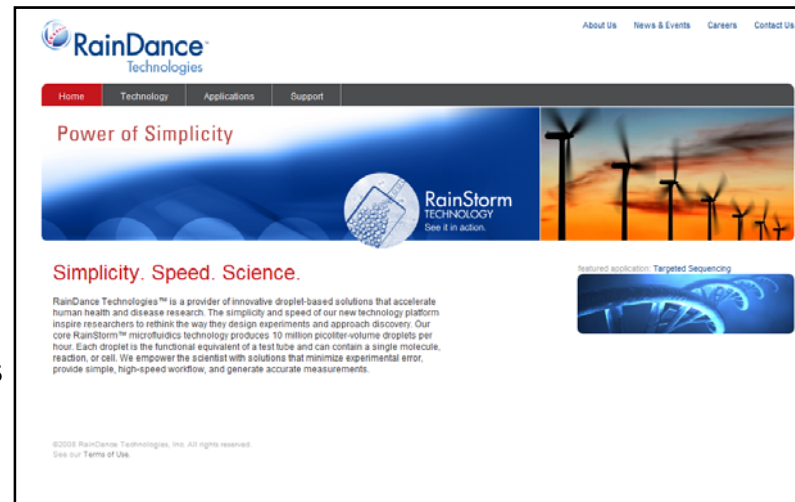 About Us News & Events Careers Contact Us
RainDance
Technologies
Home Technology Applications Support
Power of Simplicity
RainStorm
TECHNOLOGY
See it in action.
Simplicity. Speed. Science.
featured application: Targeted Sequencing
RainDance Technologies™ is a provider of innovative droplet-based solutions that accelerate
human health and disease research. The simplicity and speed of our new technology platform
inspire researchers to rethink the way they design experiments and approach discovery. Our
core RainStorm™ microfluidics technology produces 10 million picoliter-volume droplets per
hour. Each droplet is the functional equivalent of a test tube and can contain a single molecule,
reaction, or cell. We empower the scientist with solutions that minimize experimental error,
provide simple, high-speed workflow, and generate accurate measurements.
©2008 RainDance Technologies, Inc. All rights reserved.
See our Terms of Use.